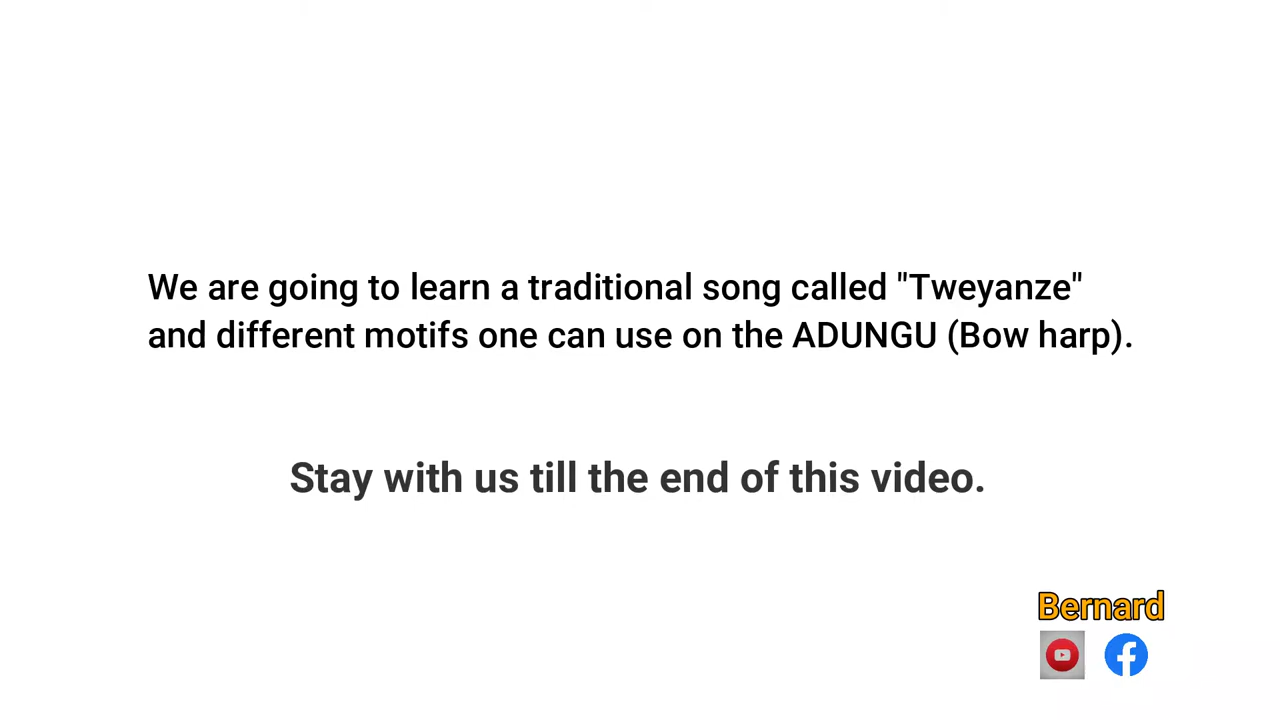 We are going to learn a traditional song called "Tweyanze"
and different motifs one can use on the ADUNGU (Bow harp).
Stay with us till the end of this video.
Bernard